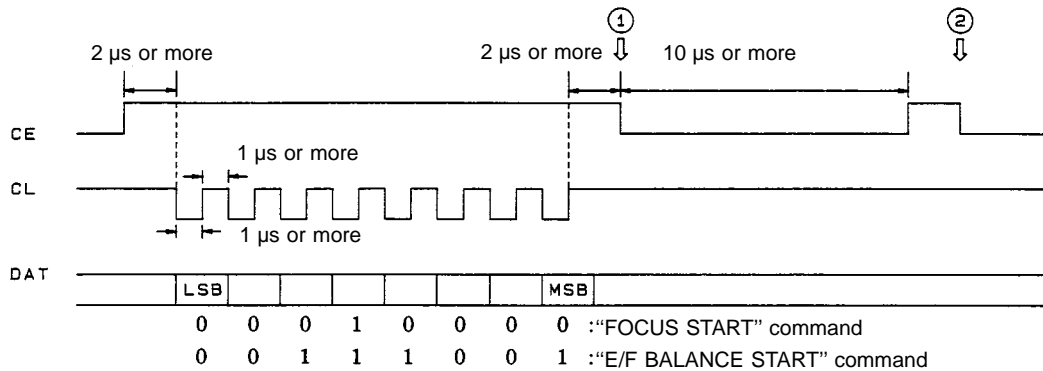 ① ②
2 μs or more 2 μs or more 10 μs or more
CE
1 μs or more
CL
1 μs or more
DAT
LSB MSB
0 0 0 1 0 0 0 0 :“FOCUS START” command
0 0 1 1 1 0 0 1 :“E/F BALANCE START” command